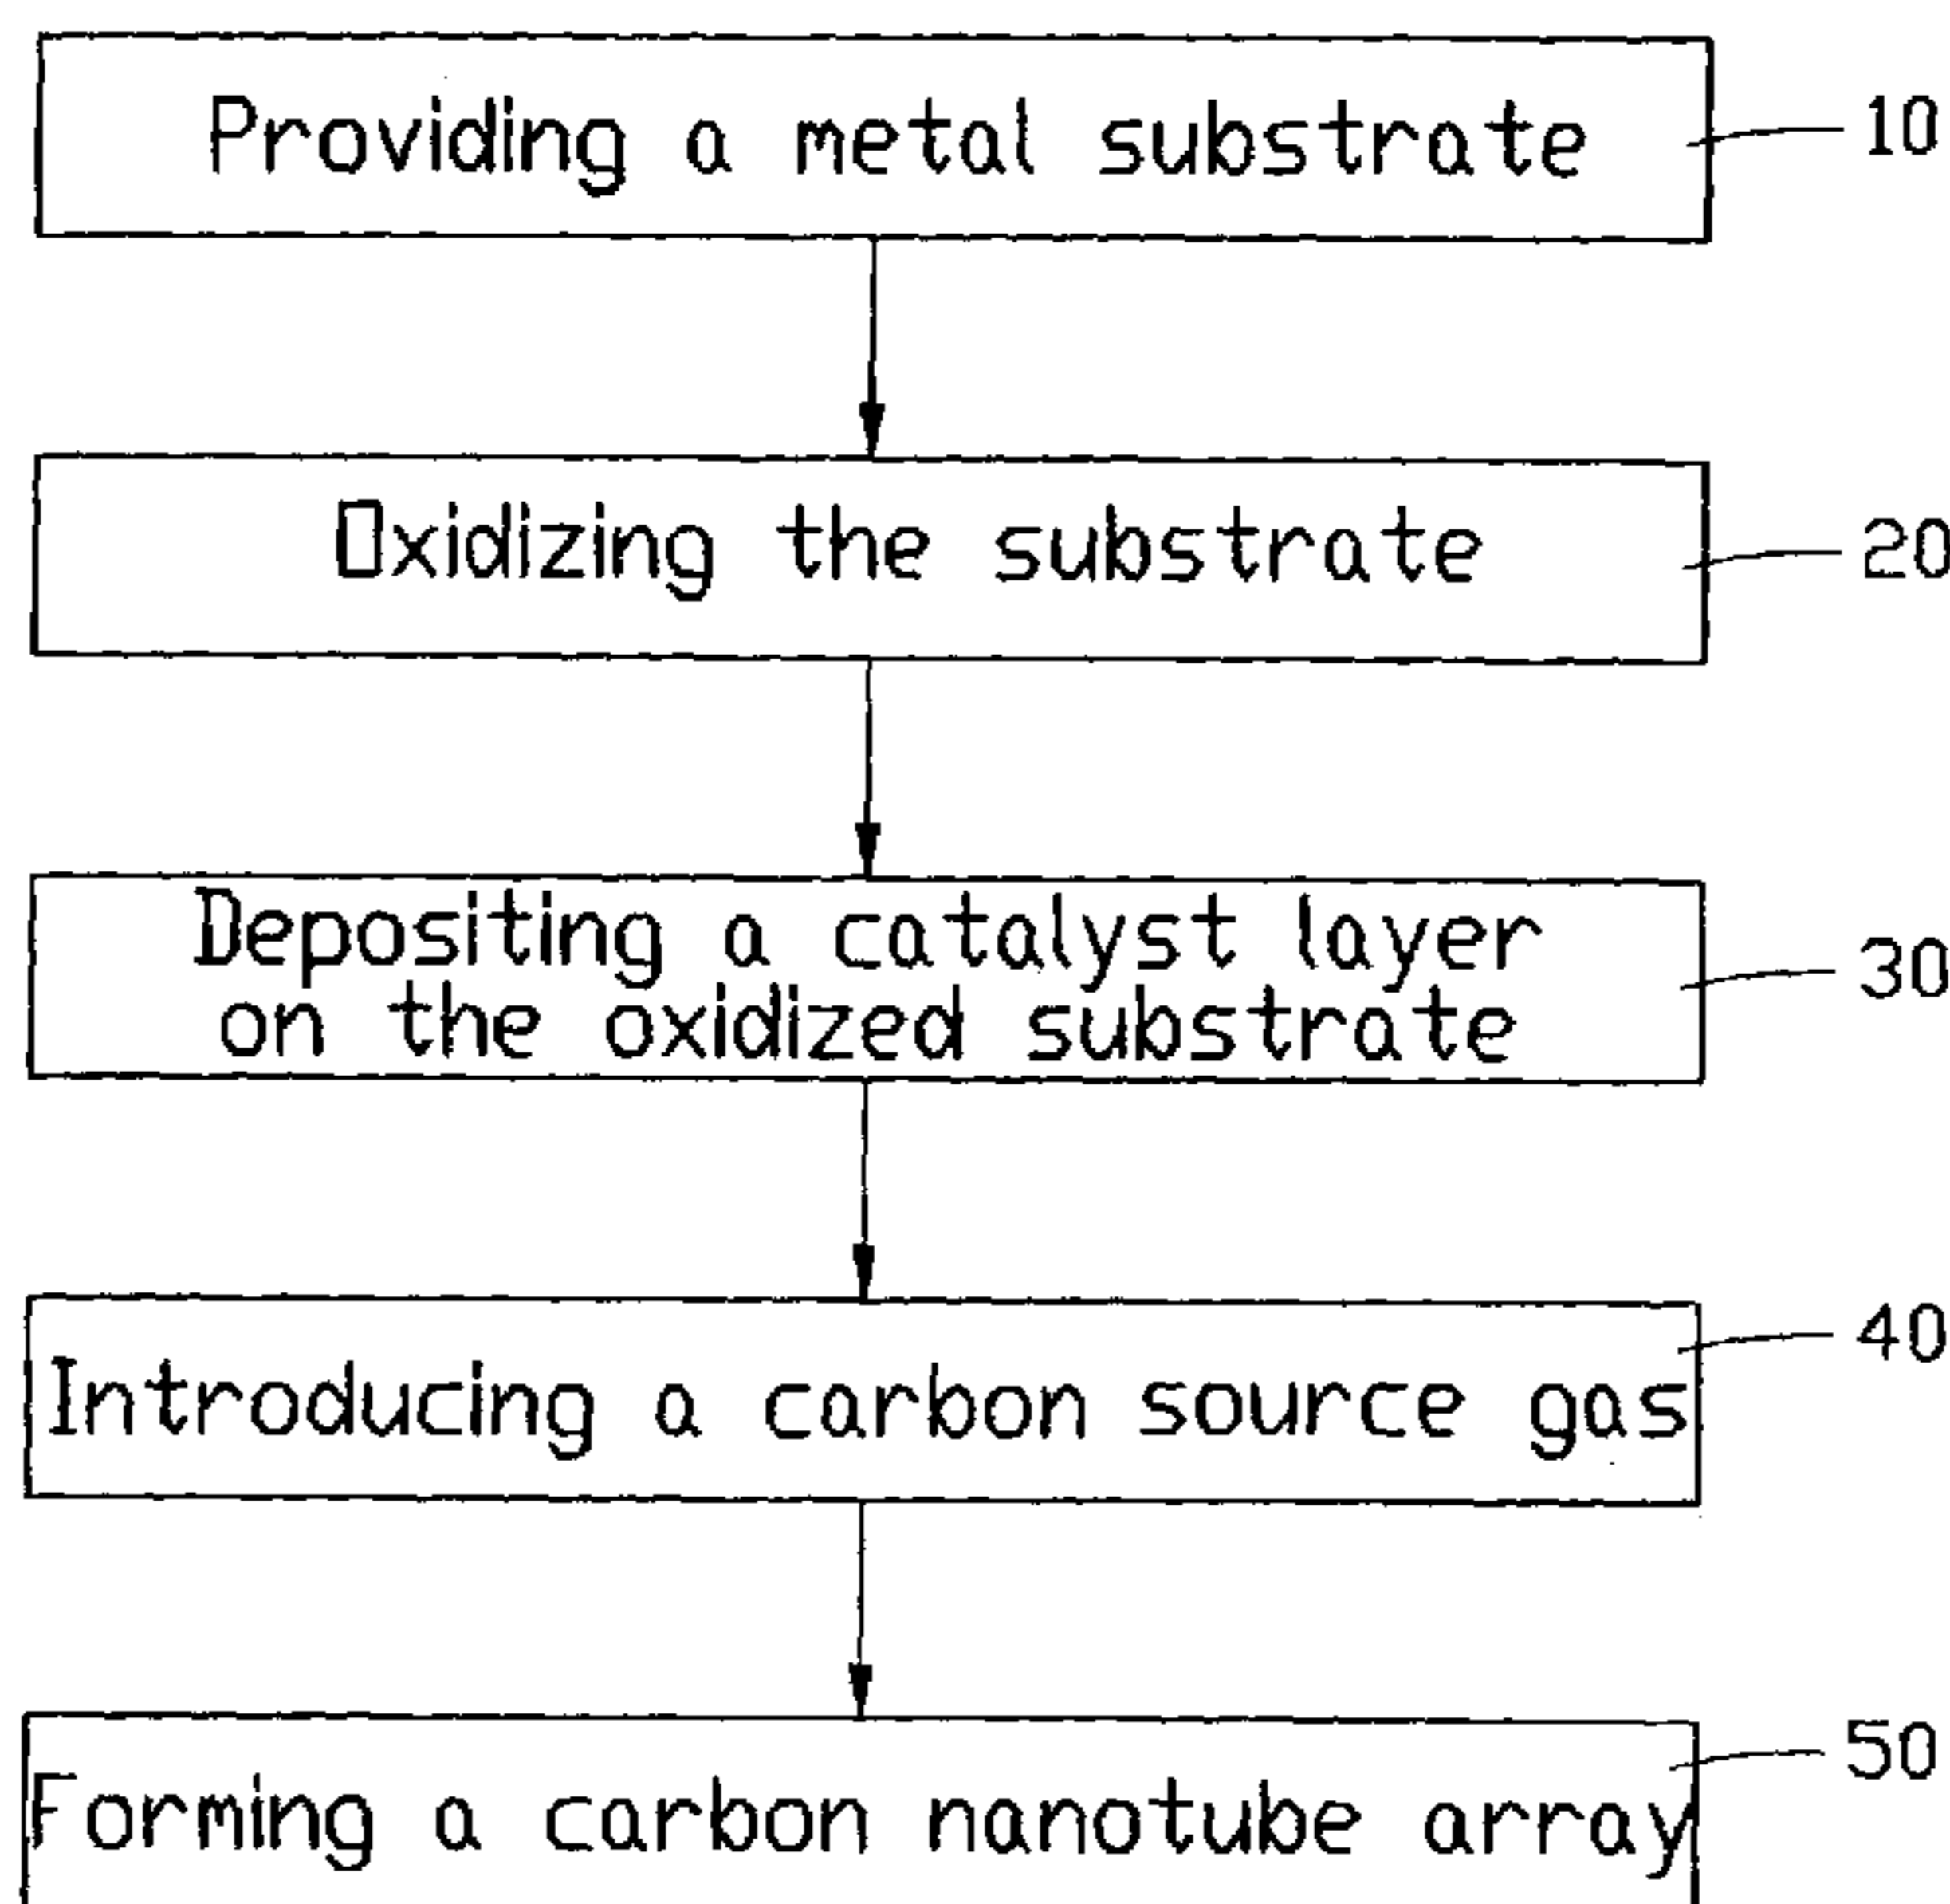 Providing a metal substrate
10
Oxidizing the substrate
20
Depositing a catalyst layer
on the oxidized substrate
30
Introducing a carbon source gas
40
Forming a carbon nanotube array
50